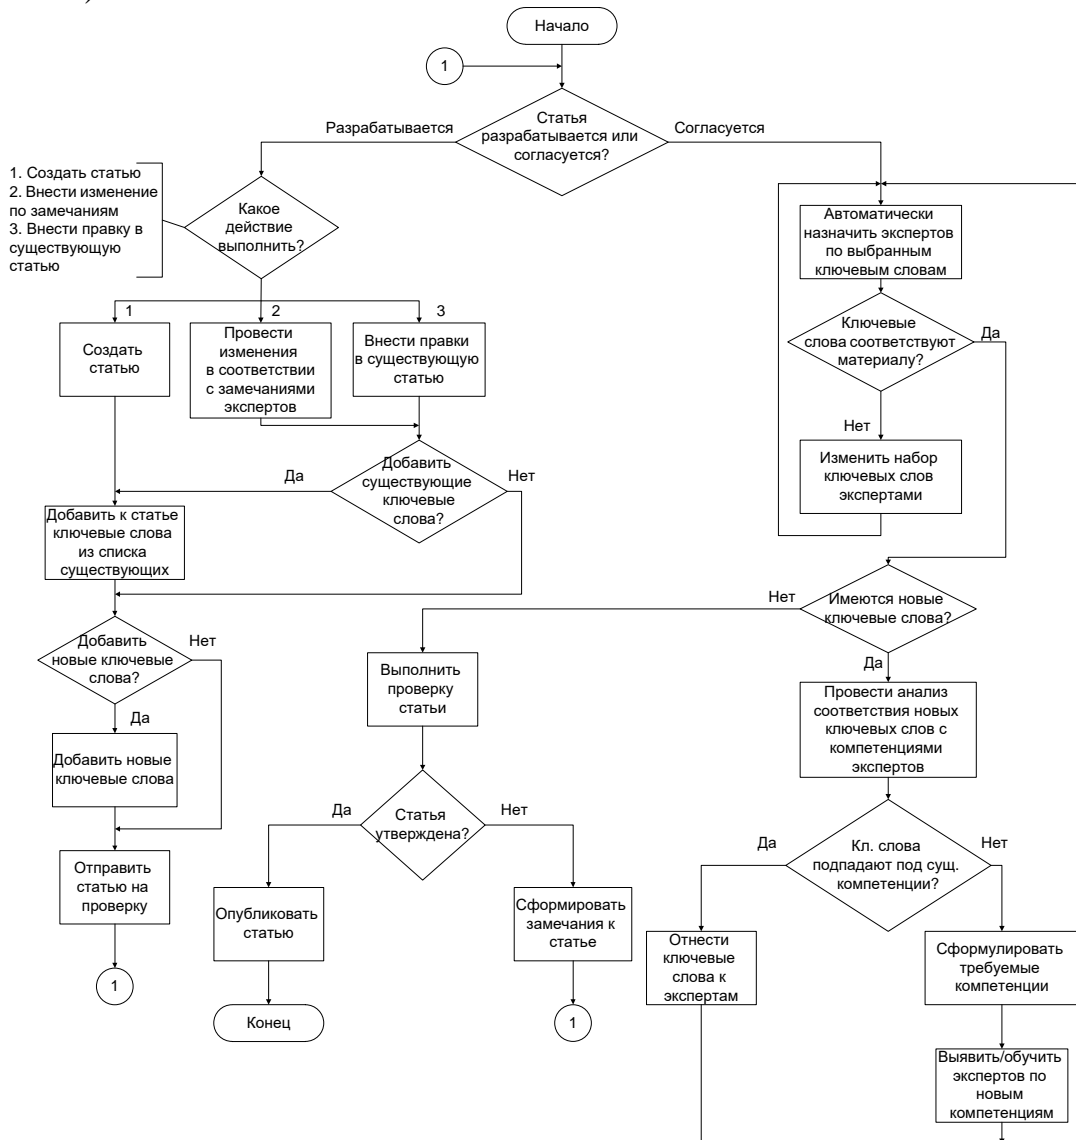 )
Начало
1
Статья
разрабатывается или
согласуется?
Разрабатывается
Согласуется
1. Создать статью
2. Внести изменение
по замечаниям
3. Внести правку в
существующую
статью
Какое
действие
выполнить?
1
2
3
Создать
статью
Провести
изменения
в соответствии
с замечаниями
экспертов
Внести правки
в существующую
статью
Добавить
существующие
ключевые
слова?
Да
Нет
Добавить к статье
ключевые слова
из списка
существующих
Добавить
новые ключевые
слова?
Нет
Да
Добавить новые
ключевые слова
Отправить
статью на
проверку
1
Автоматически
назначить экспертов
по выбранным
ключевым словам
Ключевые
слова соответствуют
материалу?
Да
Нет
Изменить набор
ключевых слов
экспертами
Имеются новые
ключевые слова?
Нет
Да
Выполнить
проверку
статьи
Статья
утверждена?
Да
Нет
Опубликовать
статью
Конец
Сформировать
замечания к
статье
1
Провести анализ
соответствия новых
ключевых слов с
компетенциями
экспертов
Кл. слова
подпадают под сущ.
компетенции?
Да
Нет
Отнести
ключевые
слова к
экспертам
Сформулировать
требуемые
компетенции
Выявить/обучить
экспертов по
новым
компетенциям